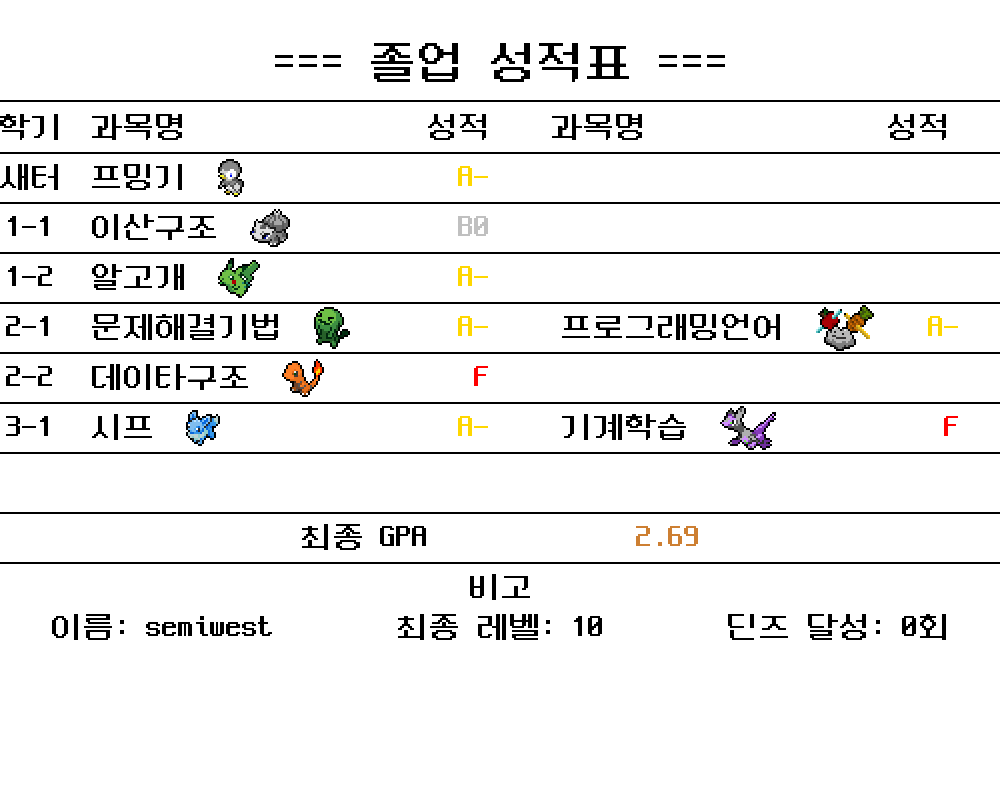 === 졸업 성적표 ===
학기 과목명 성적 과목명 성적
새터 프밍기 A-
1-1 이산구조 B0
1-2 알고개 A-
2-1 문제해결기법 A- 프로그래밍언어 A-
2-2 데이타구조 F
3-1 시프 A- 기계학습 F
최종 GPA 2.69
비고
이름: semiwest 최종 레벨: 10 딘즈 달성: 0회